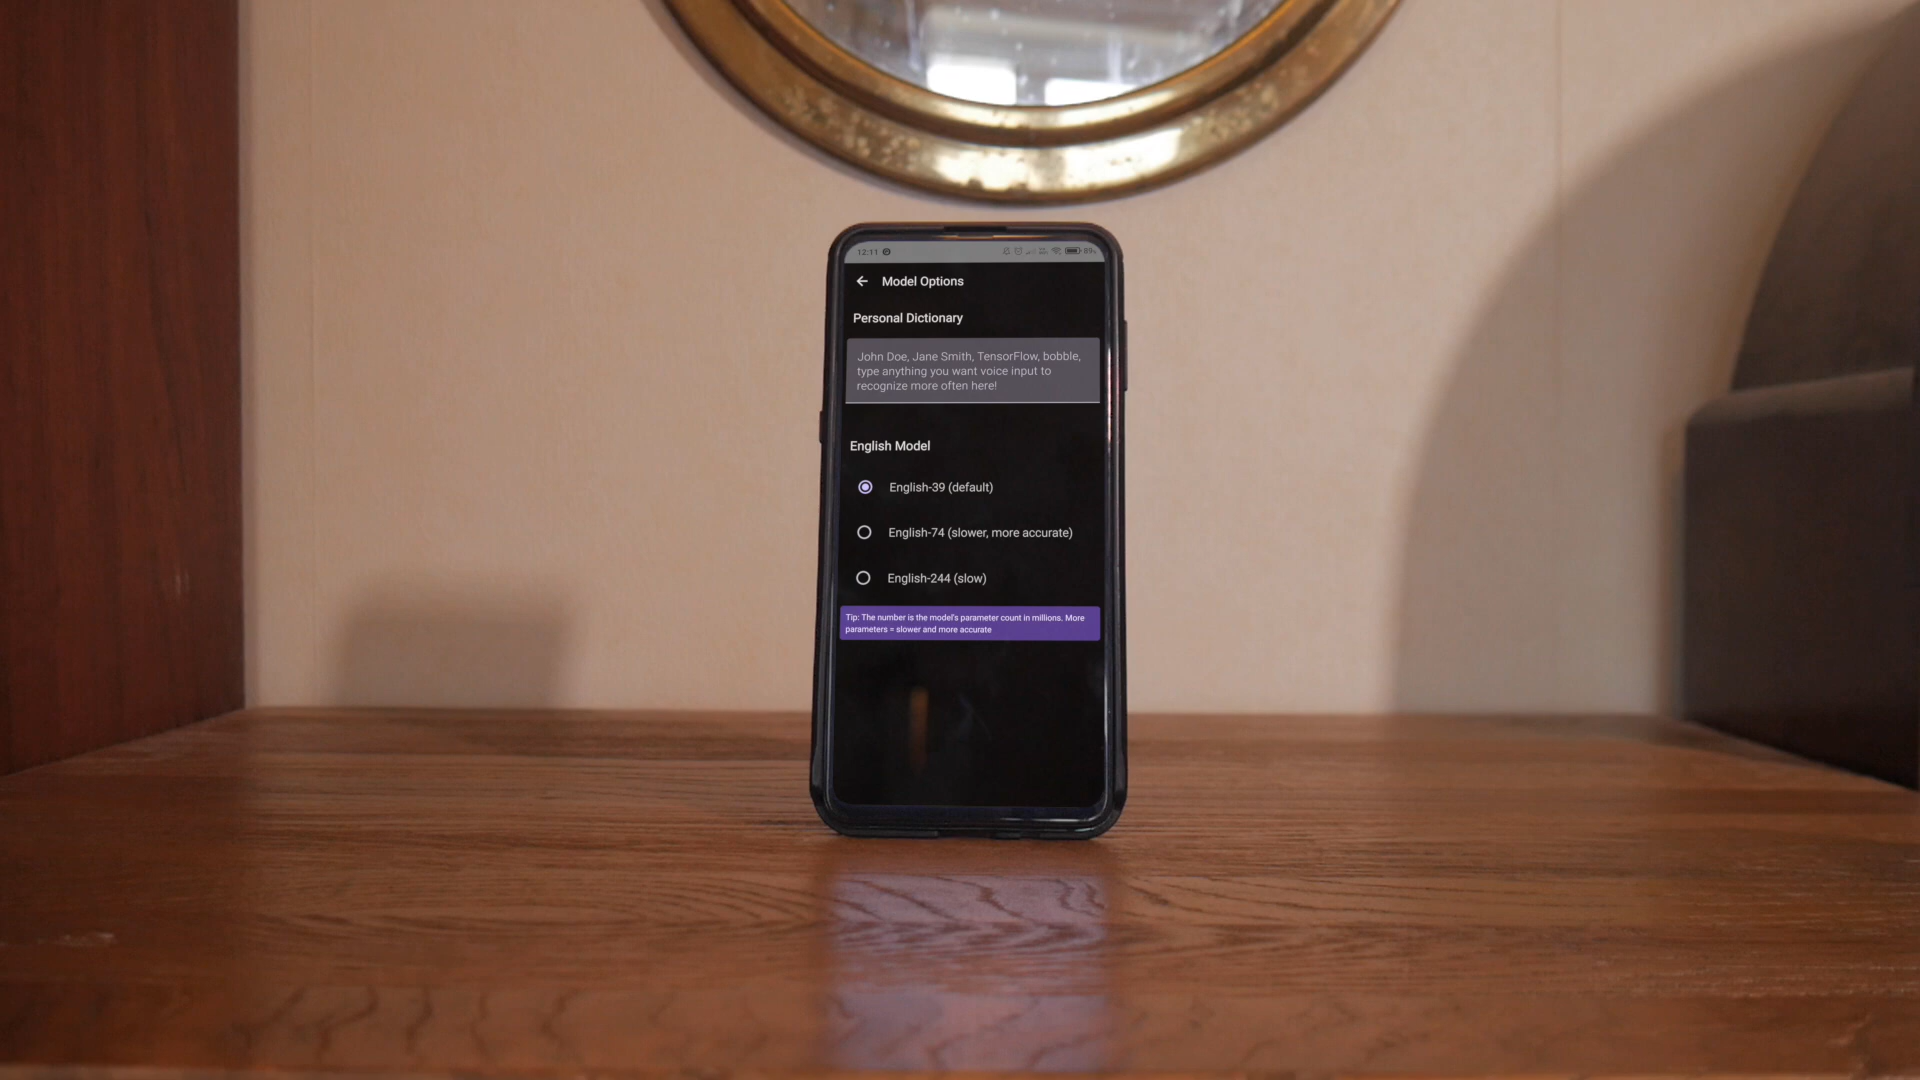 12:11
89%
Model Options
Personal Dictionary
John Doe, Jane Smith, TensorFlow, bobble,
type anything you want voice input to
recognize more often here!
English Model
English-39 (default)
English-74 (slower, more accurate)
English-244 (slow)
Tip: The number is the model's parameter count in millions. More
parameters = slower and more accurate